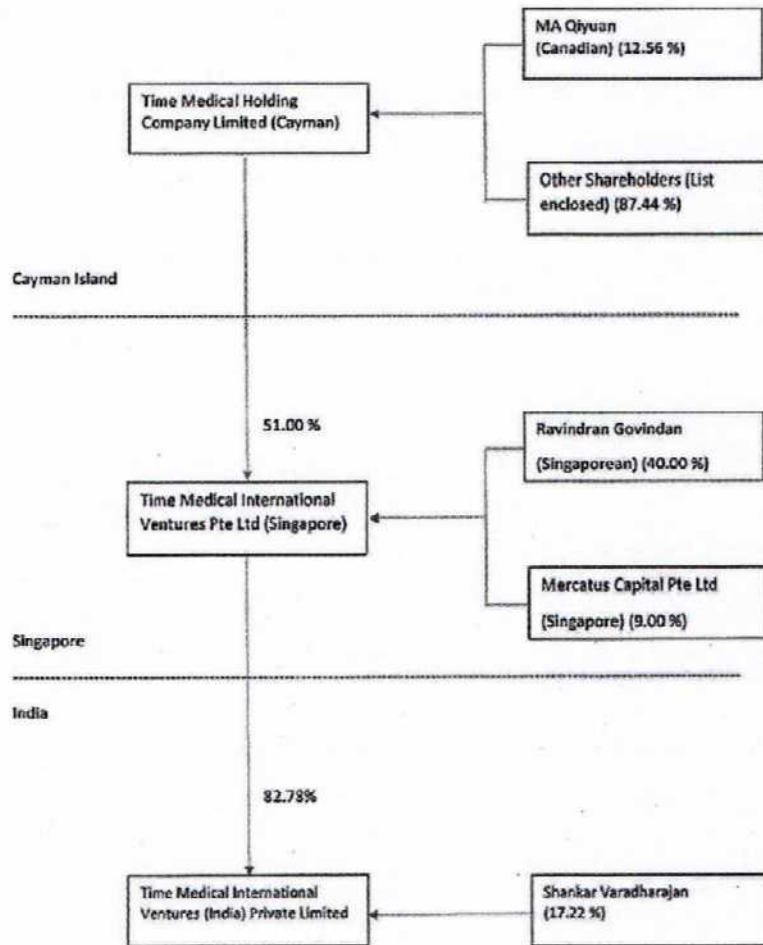 MA Qiyuan
(Canadian) (12.56 %)
Time Medical Holding
Company Limited (Cayman)
Other Shareholders (List
enclosed) (87.44 %)
Cayman Island
51.00 %
Ravindran Govindan
(Singaporean) (40.00 %)
Time Medical International
Ventures Pte Ltd (Singapore)
Mercatus Capital Pte Ltd
(Singapore) (9.00 %)
Singapore
India
82.78%
Time Medical International
Ventures (India) Private Limited
Shankar Varadharajan
(17.22 %)